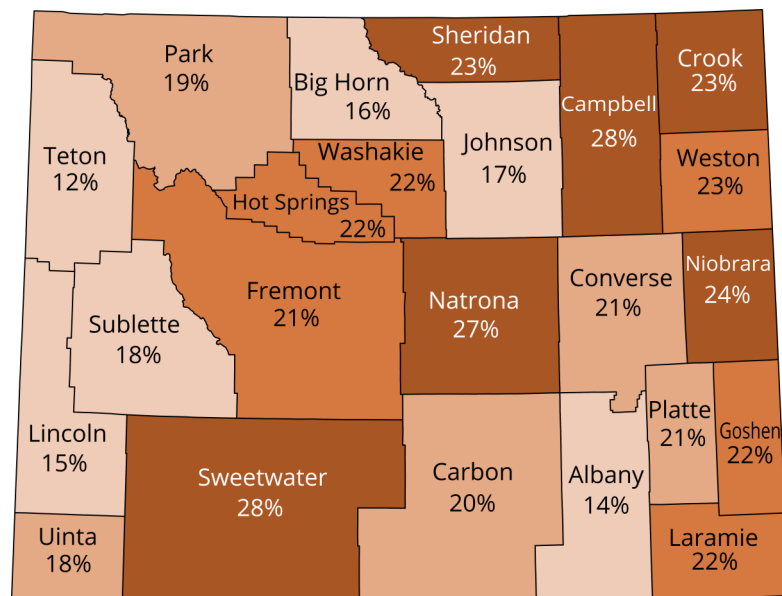 Park
19%
Big Horn
16%
Sheridan
23%
Campbell
28%
Crook
23%
Teton
12%
Washakie
22%
Johnson
17%
Weston
23%
Hot Springs
22%
Fremont
21%
Natrona
27%
Converse
21%
Niobrara
24%
Sublette
18%
Lincoln
15%
Sweetwater
28%
Carbon
20%
Albany
14%
Platte
21%
Goshen
22%
Uinta
18%
Laramie
22%